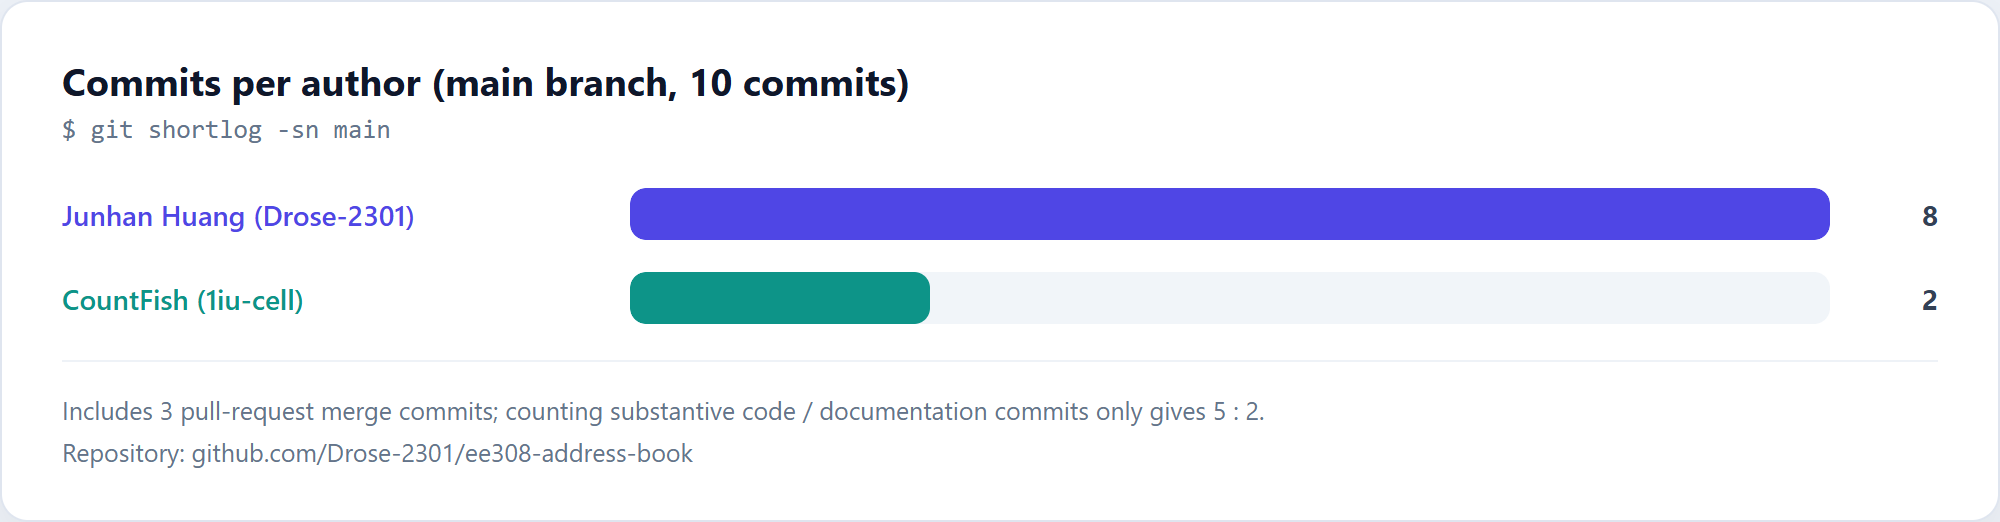 Commits per author (main branch, 10 commits)
$ git shortlog -sn main
Junhan Huang (Drose-2301) 8
CountFish (1iu-cell) 2
Includes 3 pull-request merge commits; counting substantive code / documentation commits only gives 5 : 2.
Repository: github.com/Drose-2301/ee308-address-book